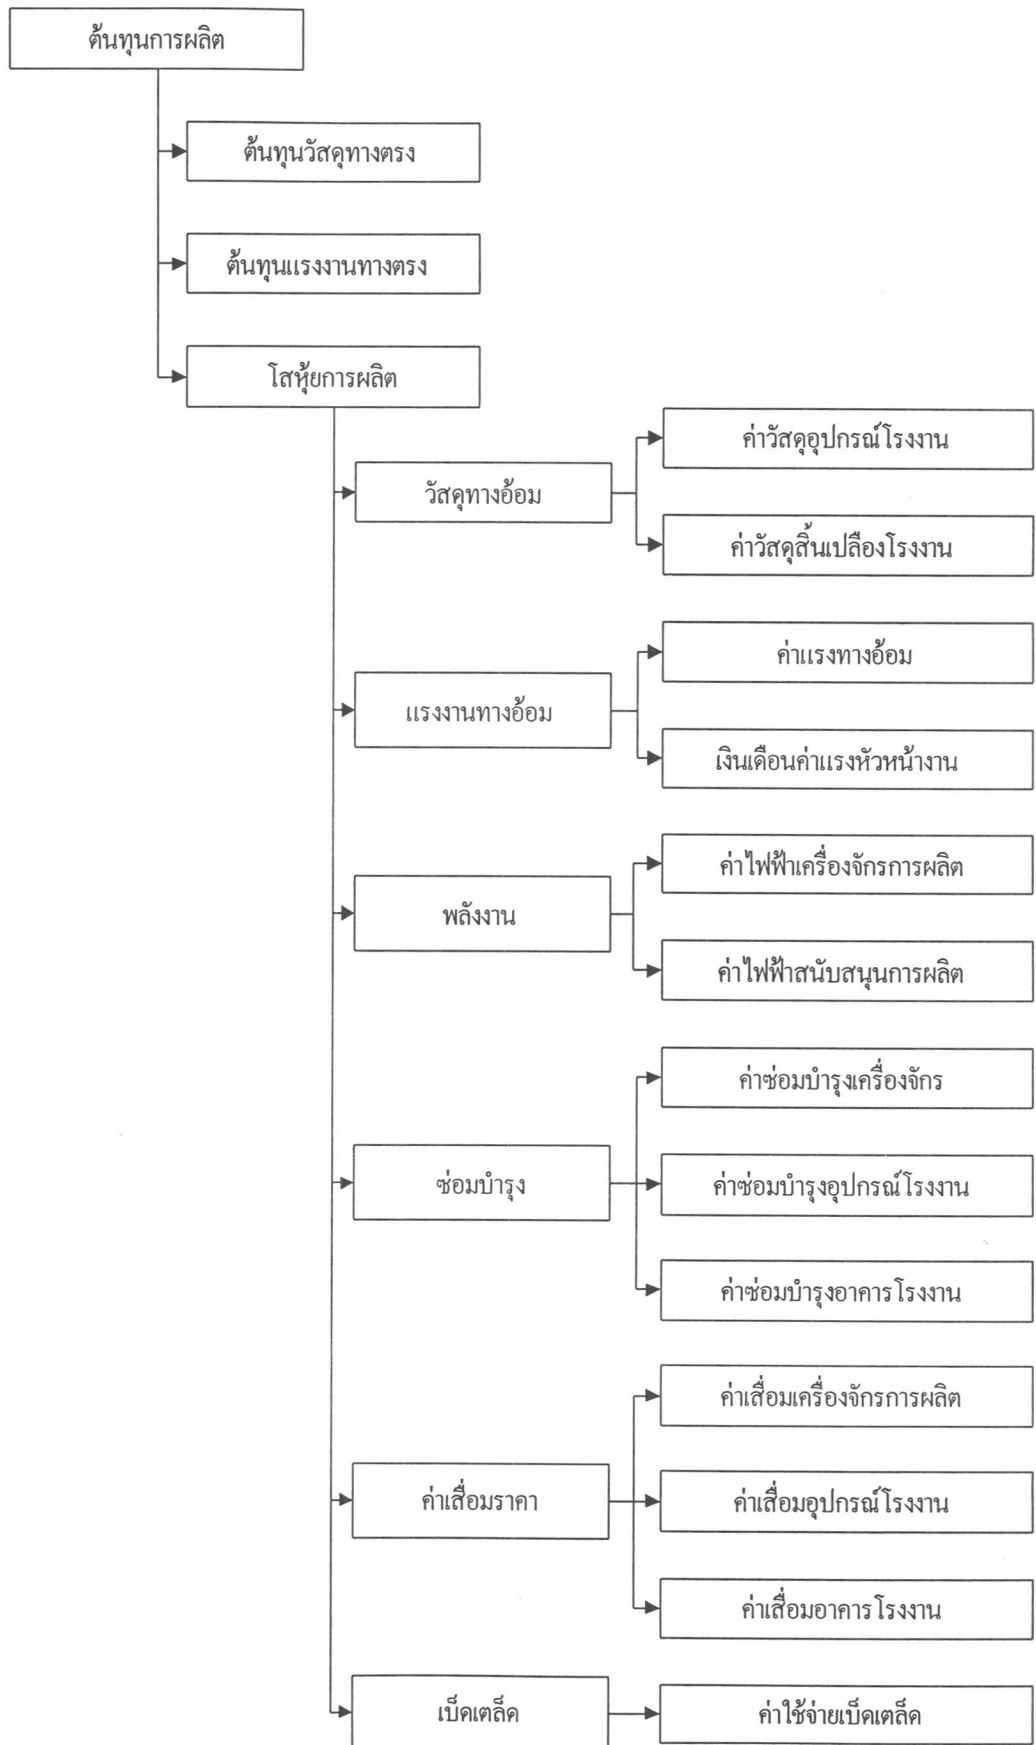 ต้นทุนการผลิต
ต้นทุนวัสดุทางตรง
ต้นทุนแรงงานทางตรง
โสหุ้ยการผลิต
วัสดุทางอ้อม
ค่าวัสดุอุปกรณ์โรงงาน
ค่าวัสดุสิ้นเปลืองโรงงาน
แรงงานทางอ้อม
ค่าแรงทางอ้อม
เงินเดือนค่าแรงหัวหน้างาน
พลังงาน
ค่าไฟฟ้าเครื่องจักรการผลิต
ค่าไฟฟ้าสนับสนุนการผลิต
ซ่อมบำรุง
ค่าซ่อมบำรุงเครื่องจักร
ค่าซ่อมบำรุงอุปกรณ์โรงงาน
ค่าซ่อมบำรุงอาคารโรงงาน
ค่าเสื่อมราคา
ค่าเสื่อมเครื่องจักรการผลิต
ค่าเสื่อมอุปกรณ์โรงงาน
ค่าเสื่อมอาคารโรงงาน
เบ็ดเตล็ด
ค่าใช้จ่ายเบ็ดเตล็ด